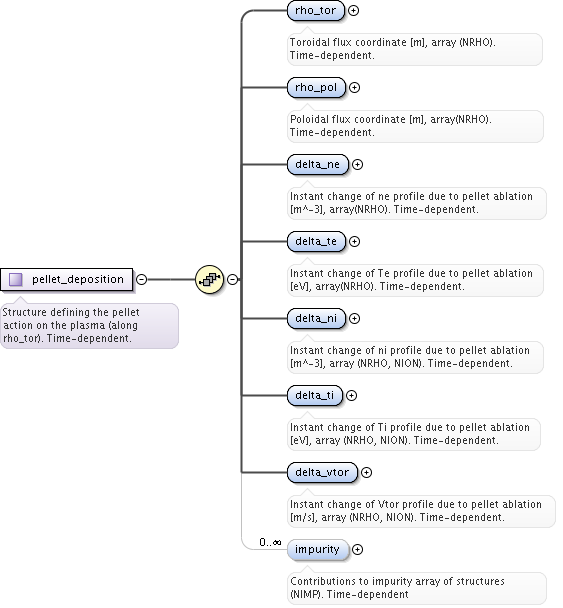 rho_tor
Toroidal flux coordinate [m], array (NRHO).
Time-dependent.
rho_pol
Poloidal flux coordinate [m], array(NRHO).
Time-dependent.
delta_ne
Instant change of ne profile due to pellet ablation
[m^-3], array(NRHO). Time-dependent.
delta_te
Instant change of Te profile due to pellet ablation
[eV], array(NRHO). Time-dependent.
pellet_deposition
Structure defining the pellet
action on the plasma (along
rho_tor). Time-dependent.
delta_ni
Instant change of ni profile due to pellet ablation
[m^-3], array (NRHO, NION). Time-dependent.
delta_ti
Instant change of Ti profile due to pellet ablation
[eV], array (NRHO, NION). Time-dependent.
delta_vtor
Instant change of Vtor profile due to pellet ablation
[m/s], array (NRHO, NION). Time-dependent.
0..∞
impurity
Contributions to impurity array of structures
(NIMP). Time-dependent